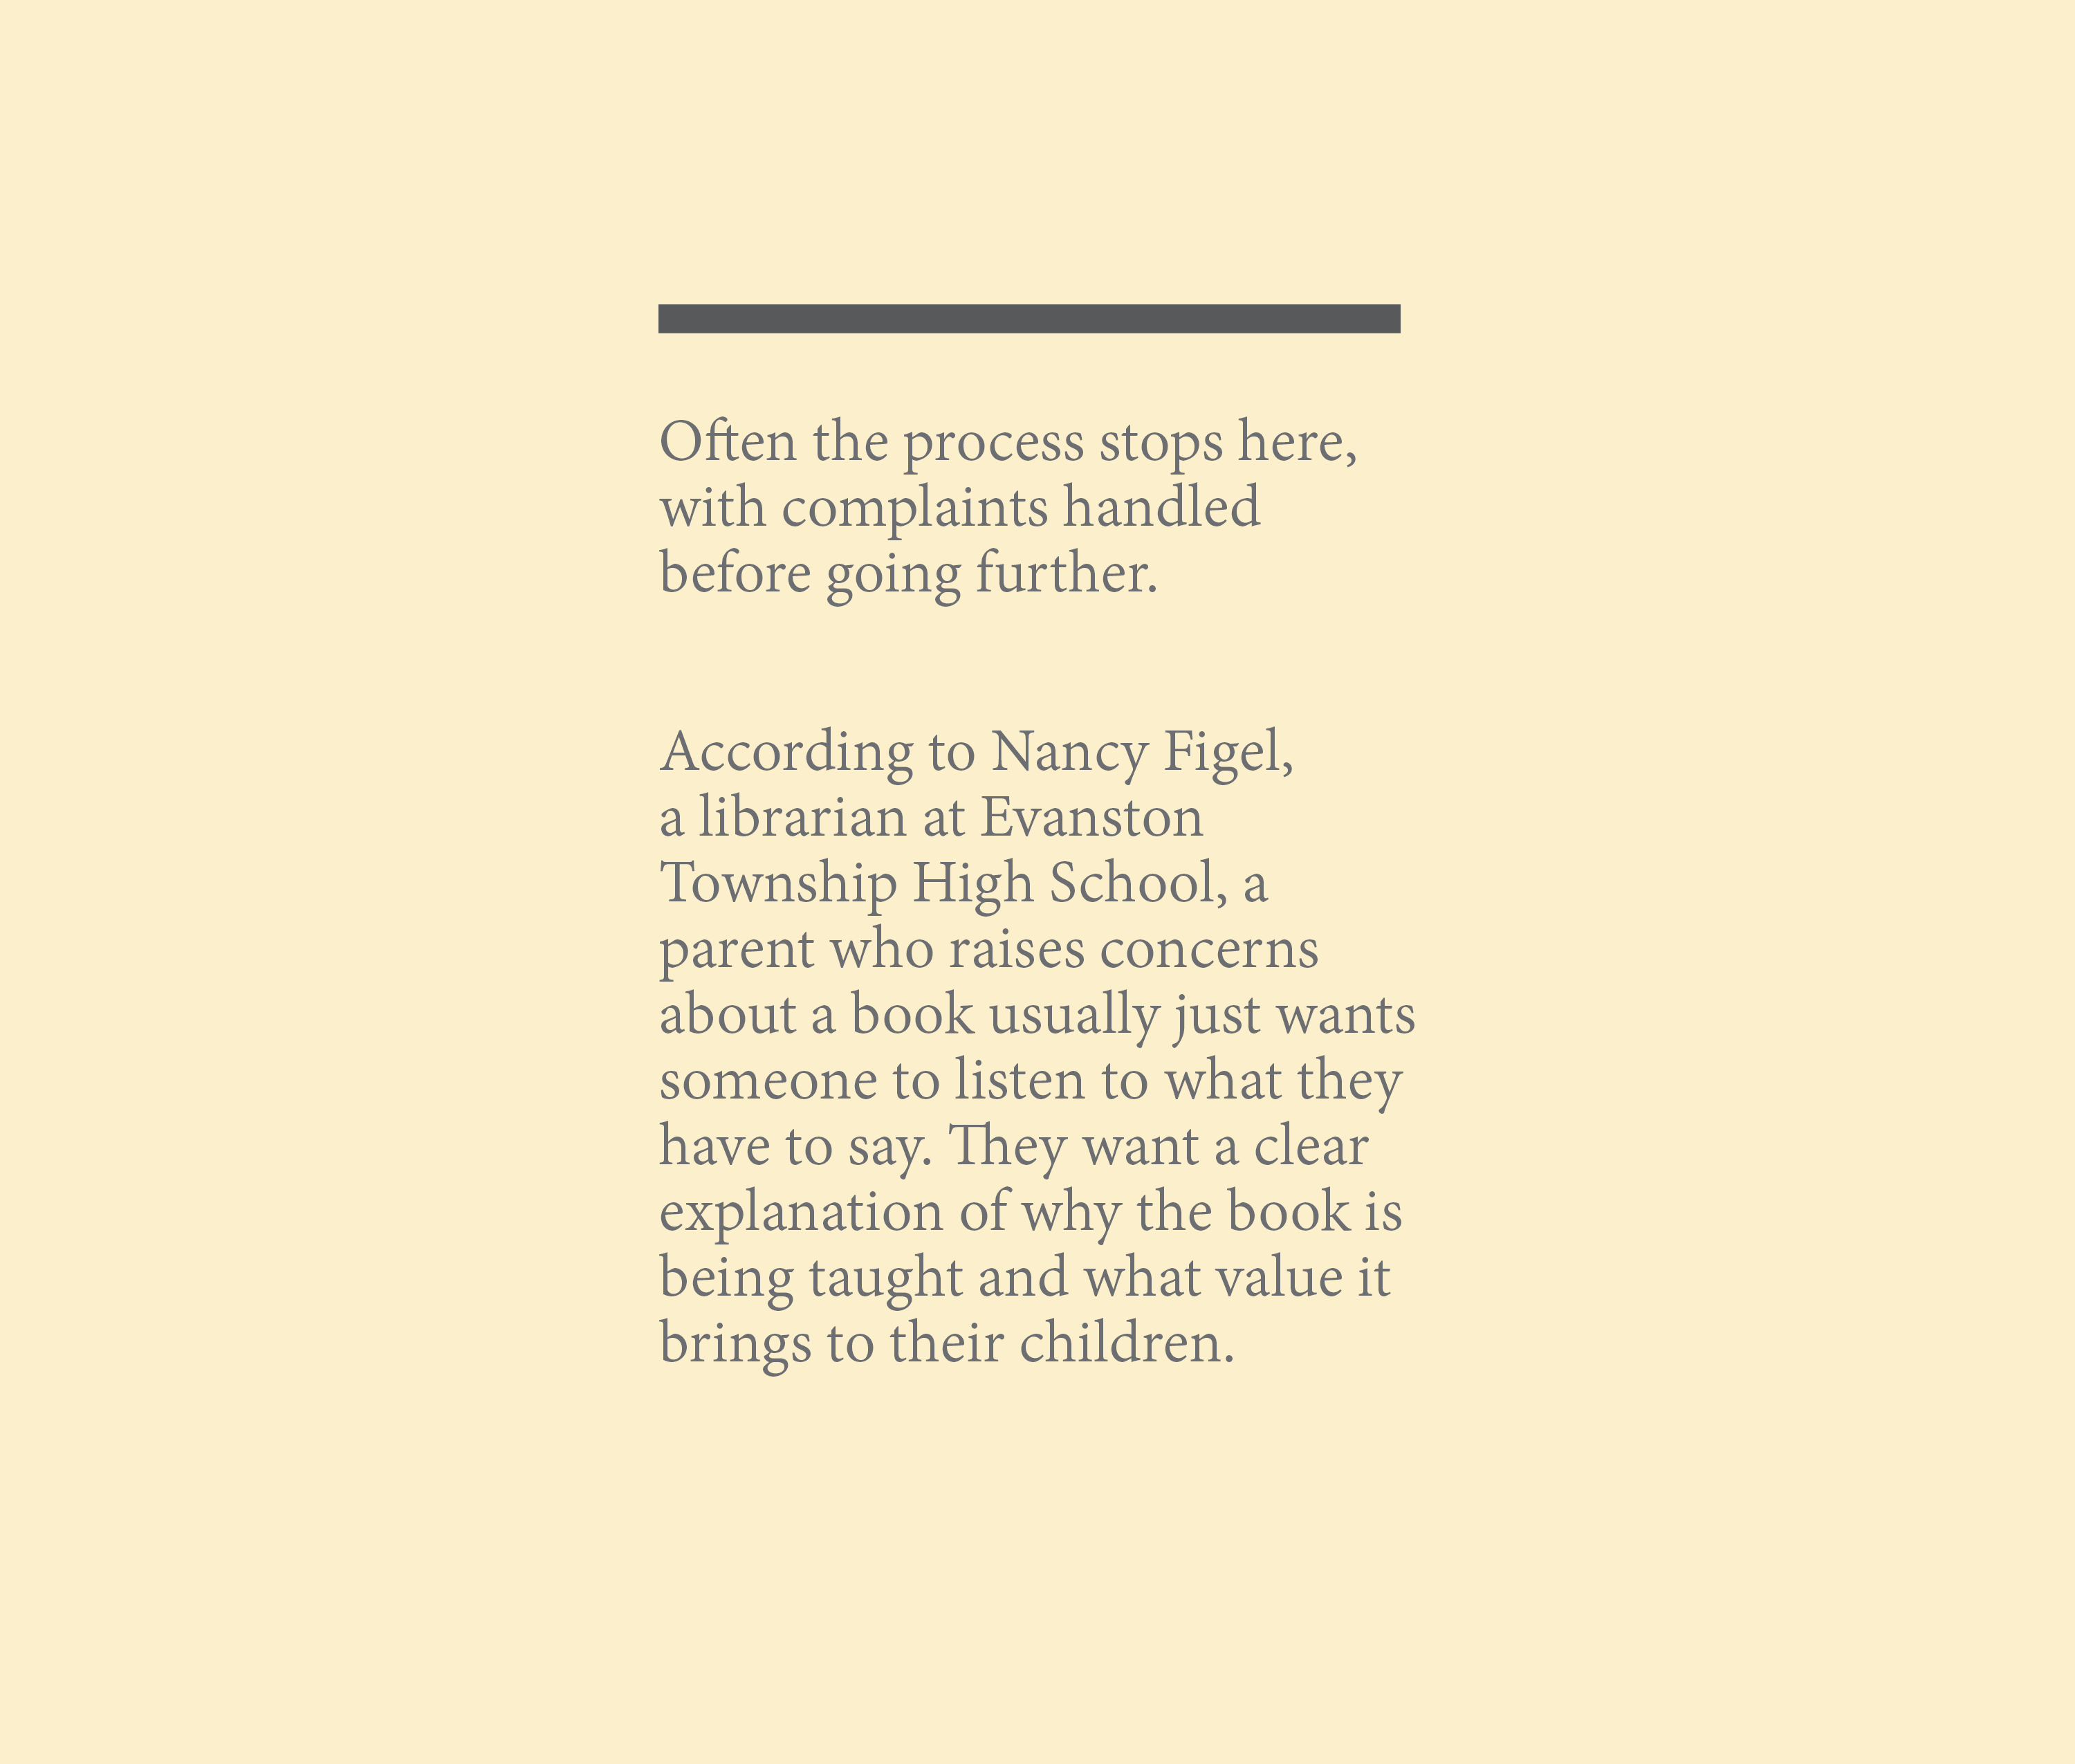 Often the process stops here,
with complaints handled
before going further.
According to Nancy Figel,
a librarian at Evanston
Township High School, a
parent who raises concerns
about a book usually just wants
someone to listen to what they
have to say. They want a clear
explanation of why the book is
being taught and what value it
brings to their children.